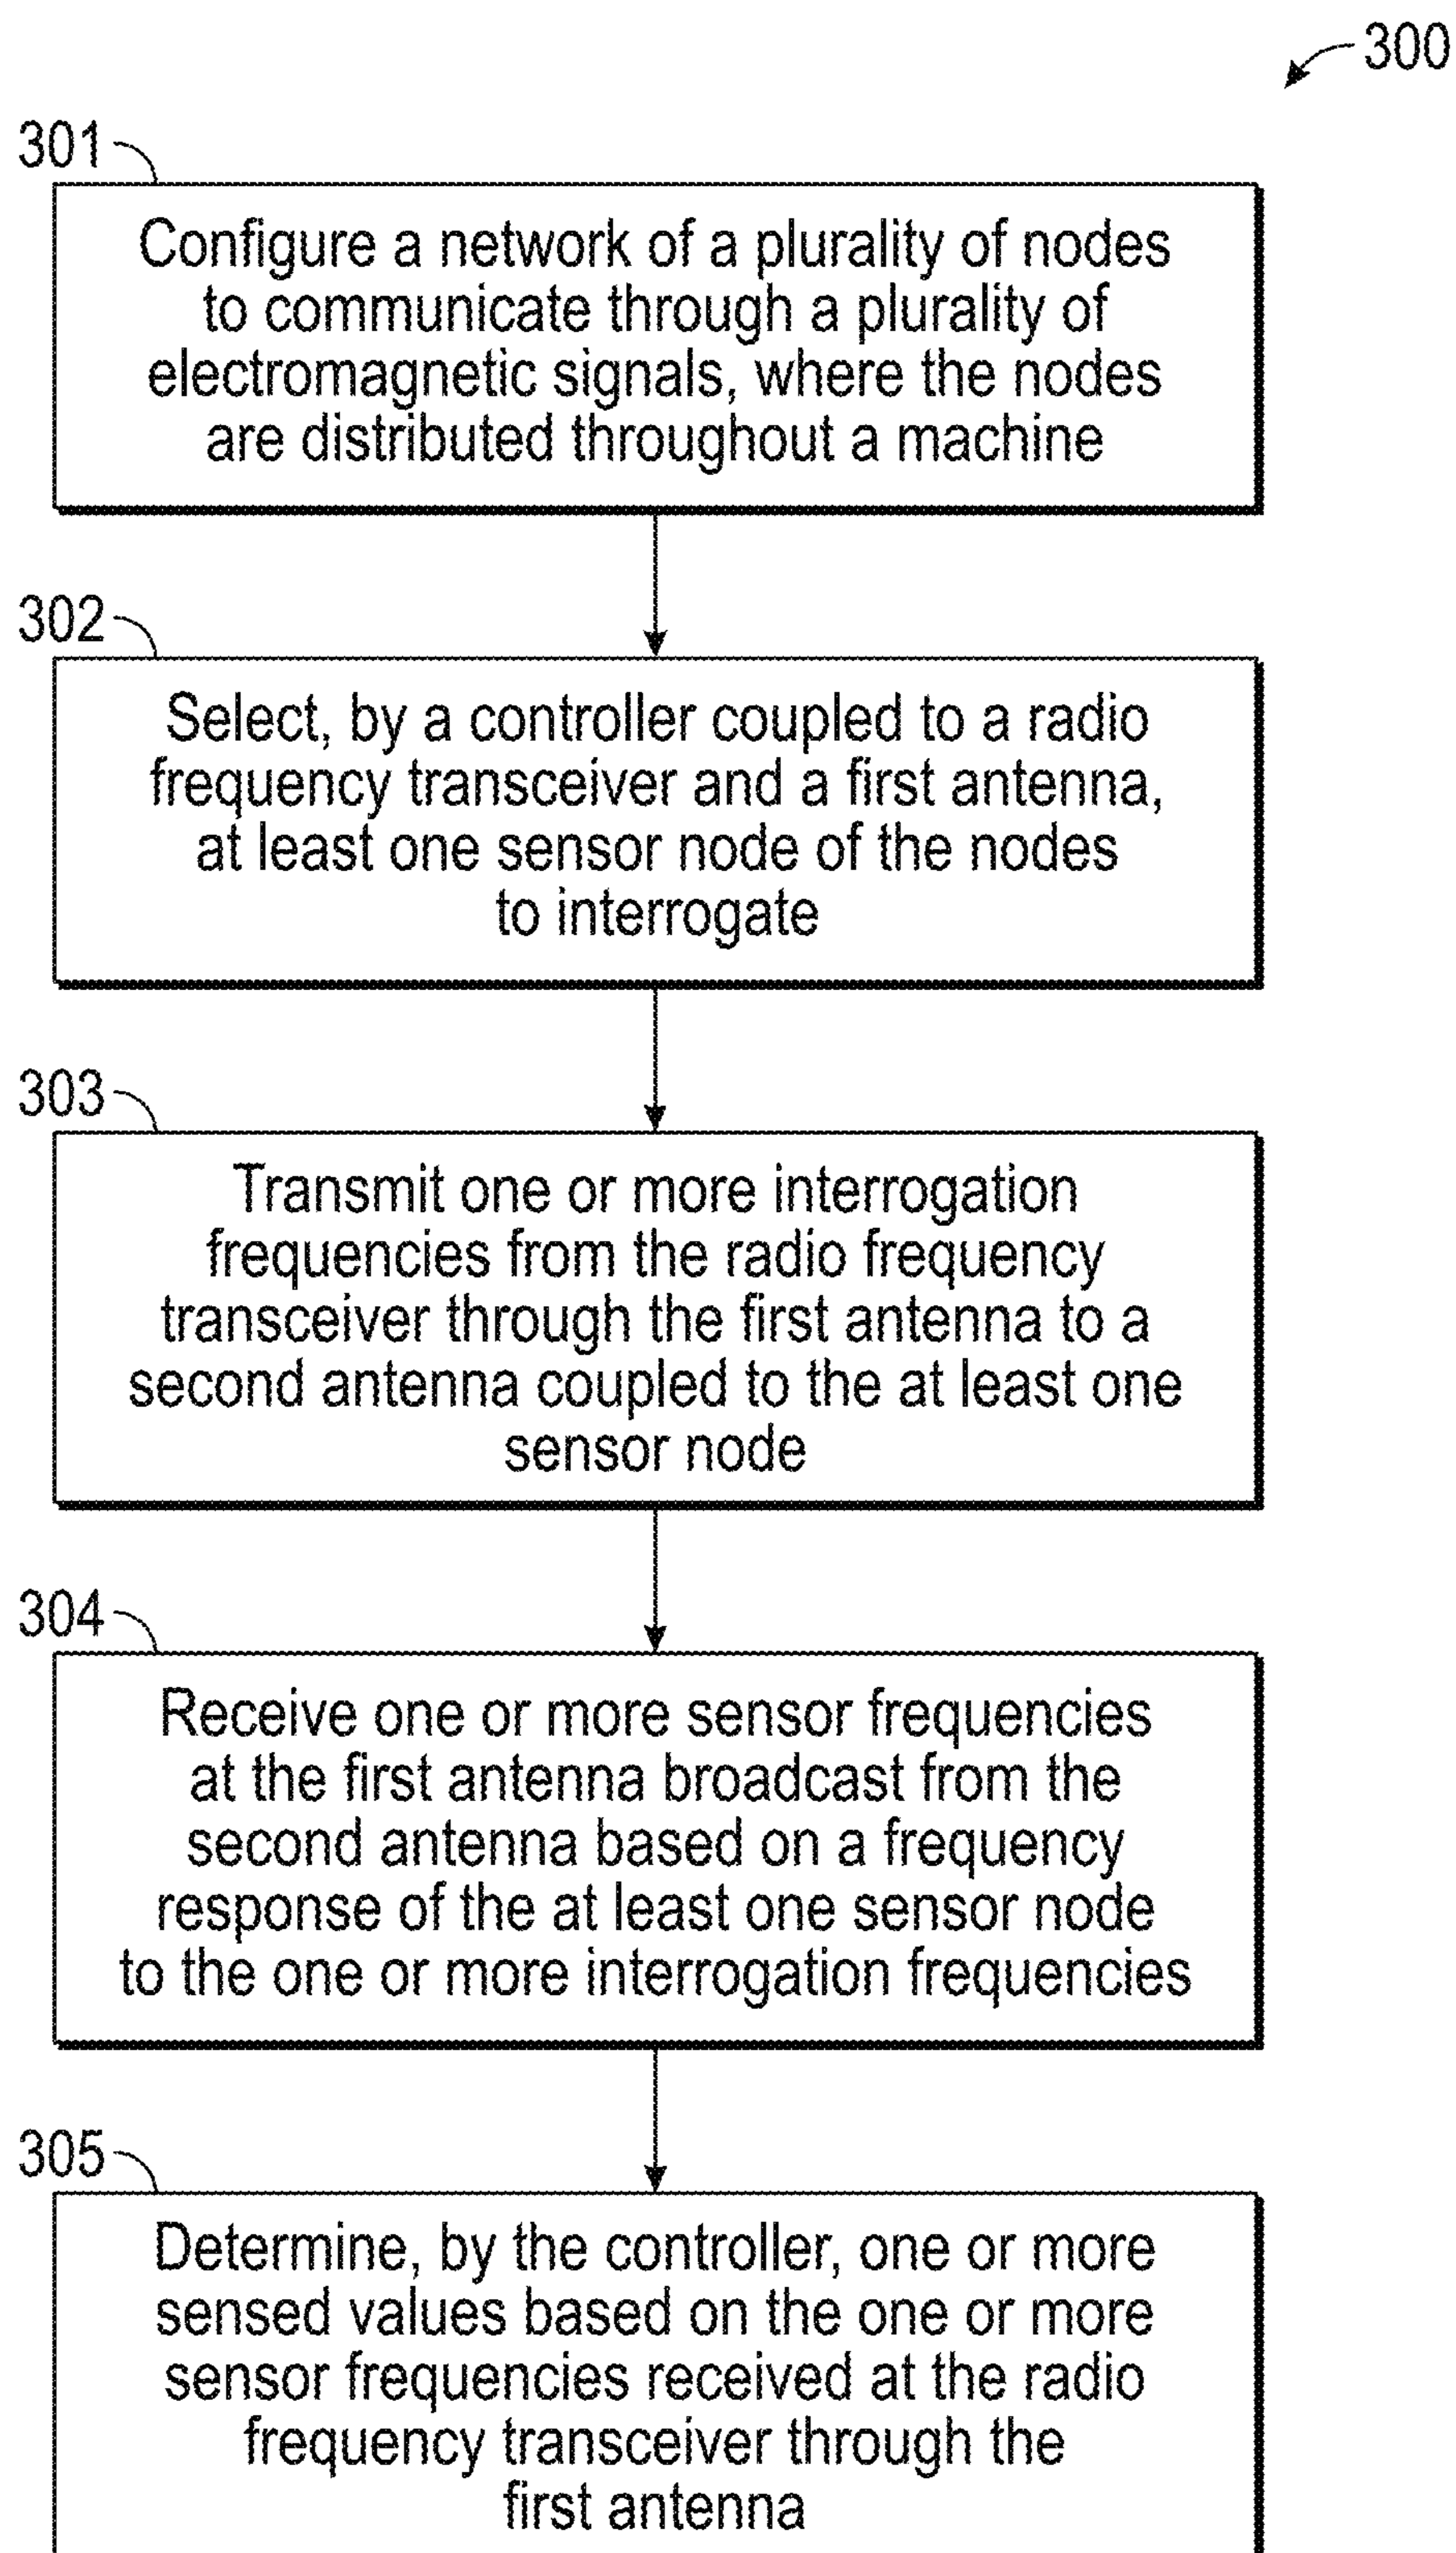 300
301
Configure a network of a plurality of nodes
to communicate through a plurality of
electromagnetic signals, where the nodes
are distributed throughout a machine
302
Select, by a controller coupled to a radio
frequency transceiver and a first antenna,
at least one sensor node of the nodes
to interrogate
303
Transmit one or more interrogation
frequencies from the radio frequency
transceiver through the first antenna to a
second antenna coupled to the at least one
sensor node
304
Receive one or more sensor frequencies
at the first antenna broadcast from the
second antenna based on a frequency
response of the at least one sensor node
to the one or more interrogation frequencies
305
Determine, by the controller, one or more
sensed values based on the one or more
sensor frequencies received at the radio
frequency transceiver through the
first antenna